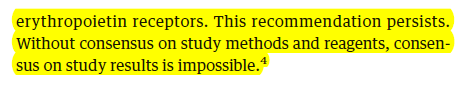 erythropoietin receptors. This recommendation persists.
Without consensus on study methods and reagents, consen-
sus on study results is impossible.⁴